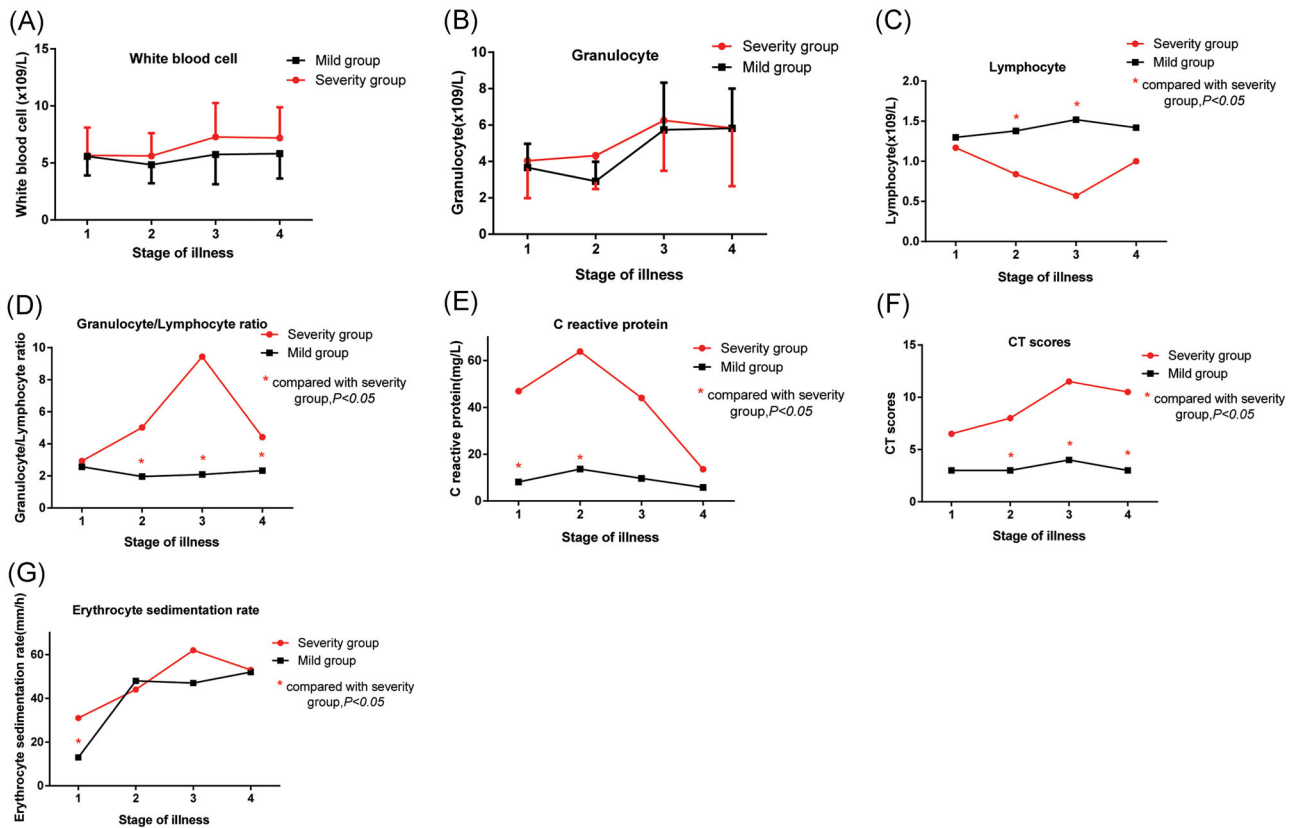 (A)
White blood cell
Mild group
Severity group
White blood cell (x109/L)
15
10
5
0
1 2 3 4
Stage of illness
(B)
Granulocyte
Severity group
Mild group
Granulocyte(x109/L)
10
8
6
4
2
0
1 2 3 4
Stage of illness
(C)
Lymphocyte
Severity group
Mild group
* compared with severity
group,P<0.05
Lymphocyte(x109/L)
2.0
1.5
1.0
0.5
0.0
* *
1 2 3 4
Stage of illness
(D)
Granulocyte/Lymphocyte ratio
Severity group
Mild group
* compared with severity
group,P<0.05
Granulocyte/Lymphocyte ratio
10
8
6
4
2
0
* * *
1 2 3 4
Stage of illness
(E)
C reactive protein
Severity group
Mild group
* compared with severity
group,P<0.05
C reactive protein(mg/L)
60
40
20
0
* *
1 2 3 4
Stage of illness
(F)
CT scores
Severity group
Mild group
* compared with severity
group,P<0.05
CT scores
15
10
5
0
* * *
1 2 3 4
Stage of illness
(G)
Erythrocyte sedimentation rate
Severity group
Mild group
* compared with severity
group,P<0.05
Erythrocyte sedimentation rate(mm/h)
60
40
20
0
*
1 2 3 4
Stage of illness